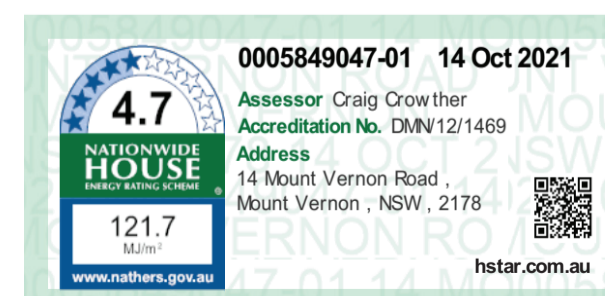 0005849047-01 14 Oct 2021
4.7
Assessor Craig Crowther
Accreditation No. DMN/12/1469
NATIONWIDE
HOUSE
ENERGY RATING SCHEME ®
Address
14 Mount Vernon Road ,
Mount Vernon , NSW , 2178
121.7
MJ/m²
www.nathers.gov.au
hstar.com.au